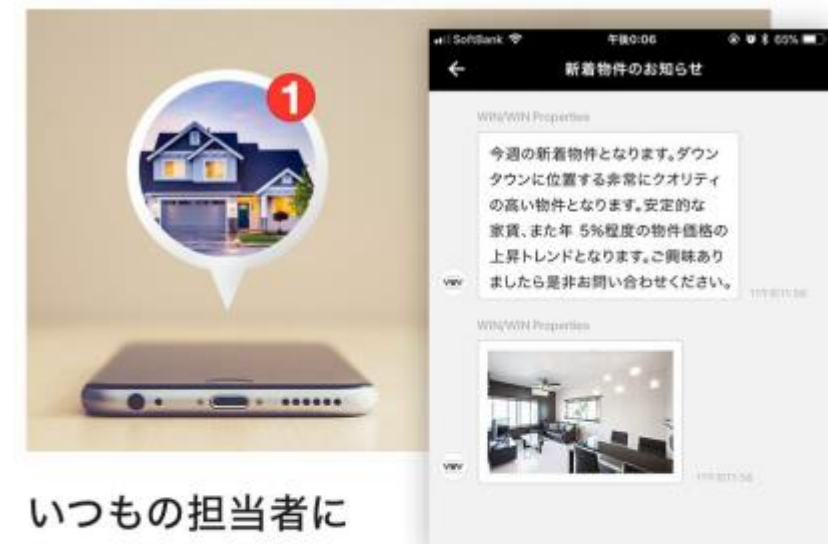 1
SoftBank
午後0:06
65%
新着物件のお知らせ
WIN/WIN Properties
今週の新着物件となります。ダウン
タウンに位置する非常にクオリティ
の高い物件となります。安定的な
家賃、また年 5%程度の物件価格の
上昇トレンドとなります。ご興味あり
ましたら是非お問い合わせください。
WIN/WIN Properties
いつもの担当者に